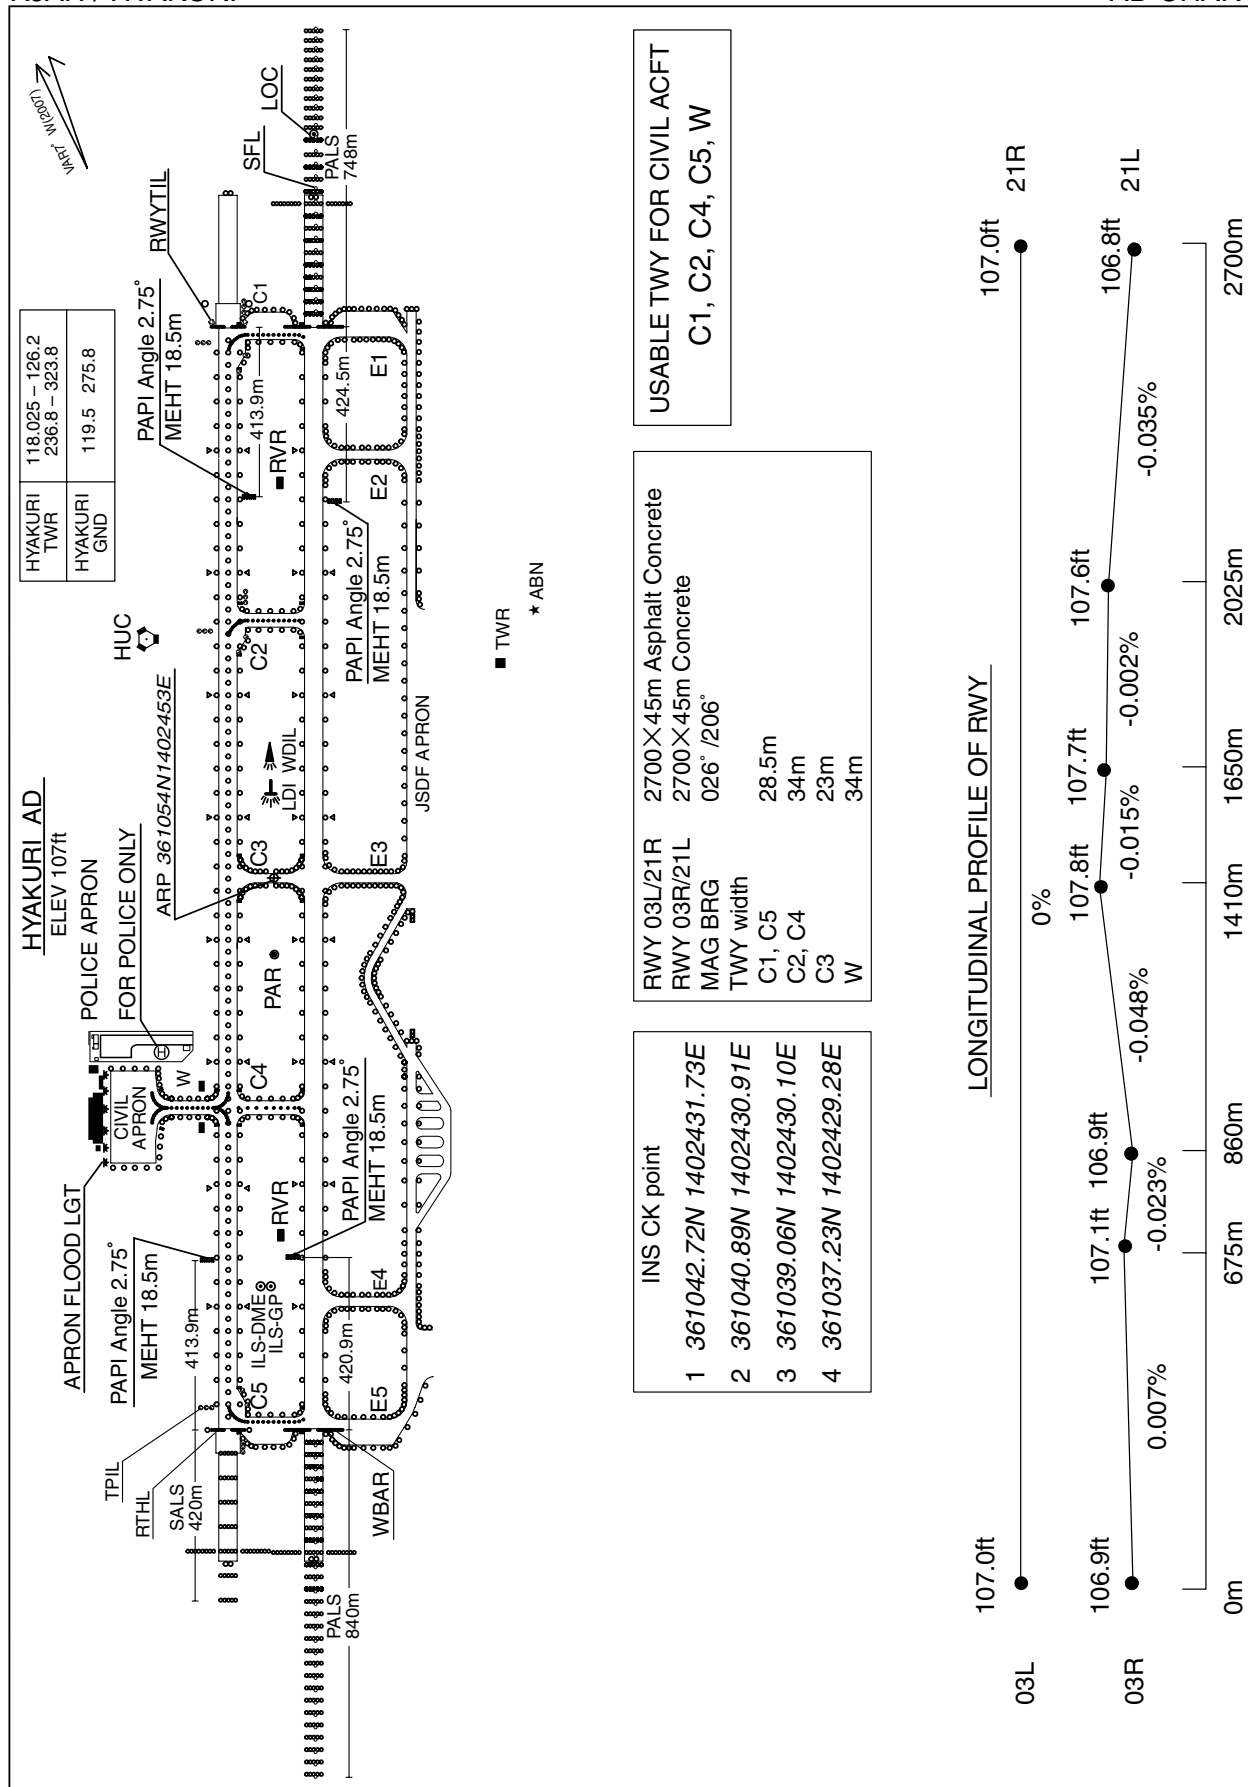 HYAKURI AD
ELEV 107ft
HYAKURI TWR
118.025 – 126.2
236.8 – 323.8
HYAKURI GND
119.5 275.8
VAR7° W(2007)
POLICE APRON
FOR POLICE ONLY
ARP 361054N1402453E
HUC
H
CIVIL APRON
W
APRON FLOOD LGT
PAPI Angle 2.75°
MEHT 18.5m
413.9m
TPIL
RTHL
SALS
420m
PAPI Angle 2.75°
MEHT 18.5m
413.9m
RWYTIL
SFL
LOC
PALS
748m
424.5m
C5
C4
C3
C2
C1
ILS-DME
ILS-GP
RVR
PAR
LDI WDIL
RVR
PAPI Angle 2.75°
MEHT 18.5m
420.9m
PAPI Angle 2.75°
MEHT 18.5m
WBAR
PALS
840m
E5
E4
E3
E2
E1
JSDF APRON
TWR
ABN
INS CK point
1 361042.72N 1402431.73E
2 361040.89N 1402430.91E
3 361039.06N 1402430.10E
4 361037.23N 1402429.28E
RWY 03L/21R 2700×45m Asphalt Concrete
RWY 03R/21L 2700×45m Concrete
MAG BRG 026° /206°
TWY width
C1, C5 28.5m
C2, C4 34m
C3 23m
W 34m
USABLE TWY FOR CIVIL ACFT
C1, C2, C4, C5, W
LONGITUDINAL PROFILE OF RWY
107.0ft 107.0ft
03L 0% 21R
106.9ft 107.1ft 106.9ft 107.8ft 107.7ft 107.6ft 106.8ft
03R 21L
0.007% -0.023% -0.048% -0.015% -0.002% -0.035%
0m 675m 860m 1410m 1650m 2025m 2700m